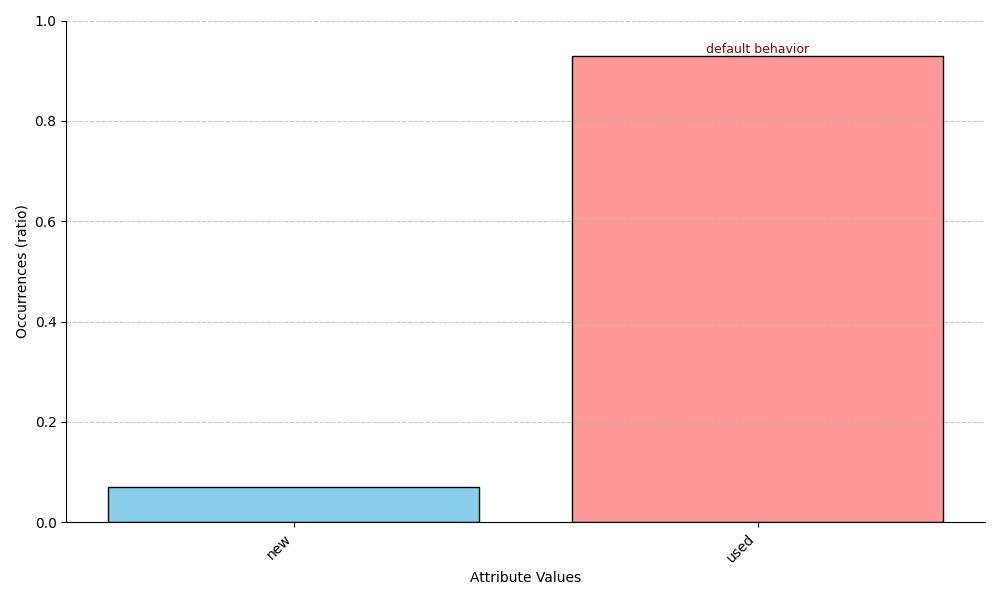 default behavior
1.0
0.8
0.6
0.4
0.2
0.0
Occurrences (ratio)
new
used
Attribute Values